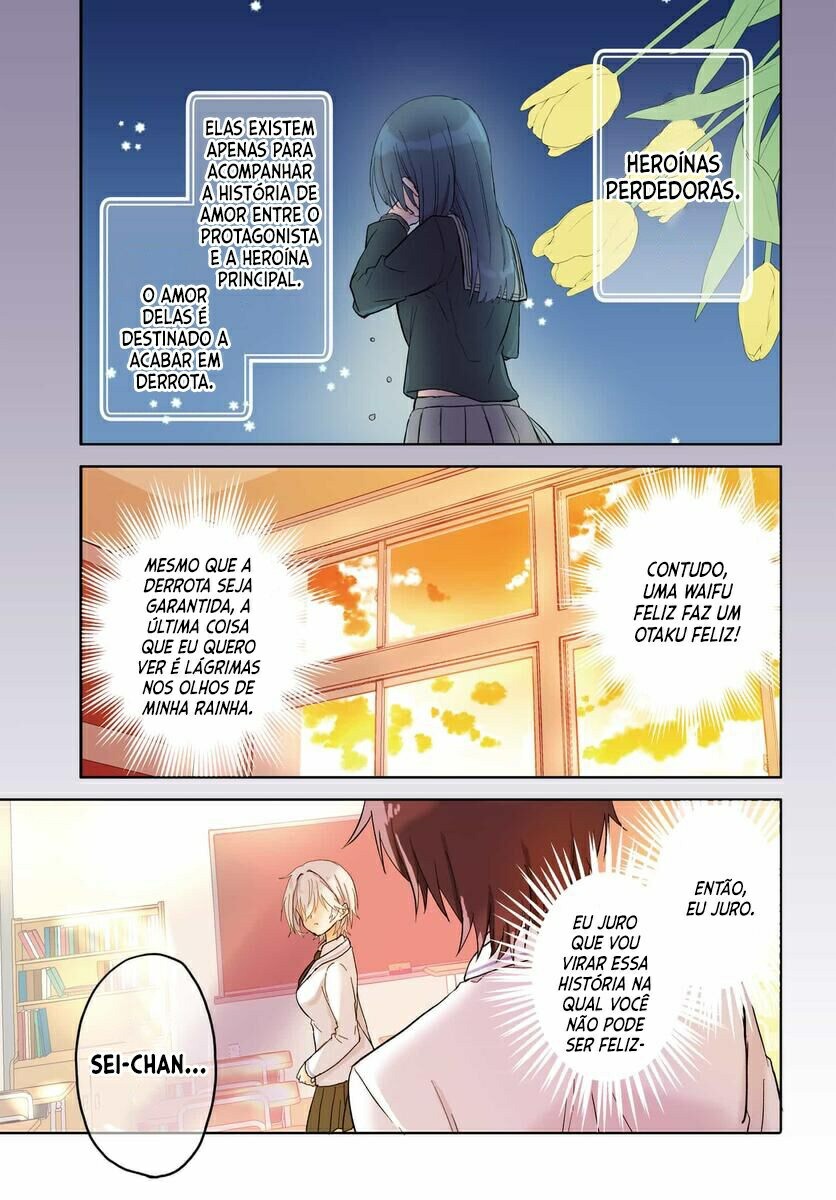 HEROÍNAS
PERDEDORAS.
ELAS EXISTEM
APENAS PARA
ACOMPANHAR
A HISTÓRIA DE
AMOR ENTRE O
PROTAGONISTA
E A HEROÍNA
PRINCIPAL.
O AMOR
DELAS É
DESTINADO A
ACABAR EM
DERROTA.
CONTUDO,
UMA WAIFU
FELIZ FAZ UM
OTAKU FELIZ!
MESMO QUE A
DERROTA SEJA
GARANTIDA, A
ÚLTIMA COISA
QUE EU QUERO
VER É LÁGRIMAS
NOS OLHOS DE
MINHA RAINHA.
ENTÃO,
EU JURO.
EU JURO
QUE VOU
VIRAR ESSA
HISTÓRIA NA
QUAL VOCÊ
NÃO PODE
SER FELIZ-
SEI-CHAN...